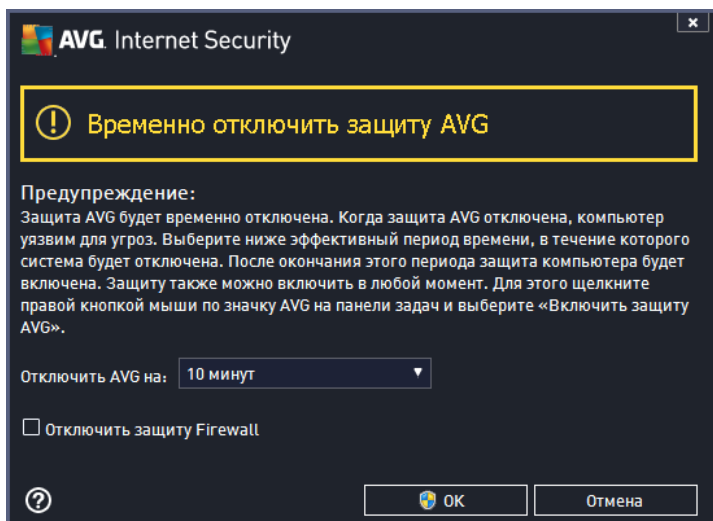 AVG. Internet Security
Временно отключить защиту AVG
Предупреждение:
Защита AVG будет временно отключена. Когда защита AVG отключена, компьютер
уязвим для угроз. Выберите ниже эффективный период времени, в течение которого
система будет отключена. После окончания этого периода защита компьютера будет
включена. Защиту также можно включить в любой момент. Для этого щелкните
правой кнопкой мыши по значку AVG на панели задач и выберите «Включить защиту
AVG».
Отключить AVG на: 10 минут
Отключить защиту Firewall
OK Отмена